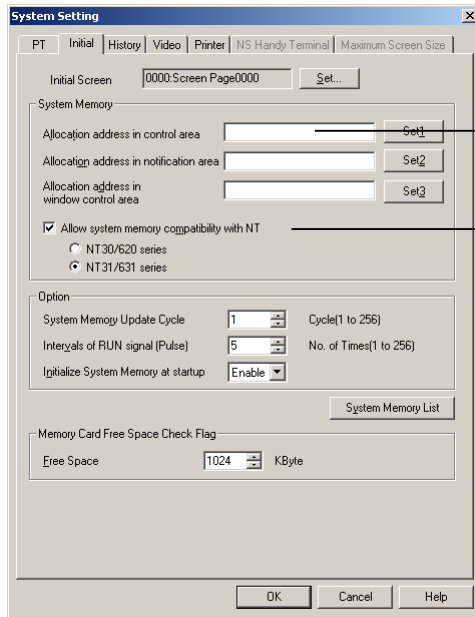 System Setting
PT Initial History Video Printer NS Handy Terminal Maximum Screen Size
Initial Screen 0000:Screen Page0000 Set...
System Memory
Allocation address in control area Set1
Allocation address in notification area Set2
Allocation address in
window control area Set3
Allow system memory compatibility with NT
NT30/620 series
NT31/631 series
Option
System Memory Update Cycle 1 Cycle(1 to 256)
Intervals of RUN signal (Pulse) 5 No. of Times(1 to 256)
Initialize System Memory at startup Enable
System Memory List
Memory Card Free Space Check Flag
Free Space 1024 KByte
OK Cancel Help